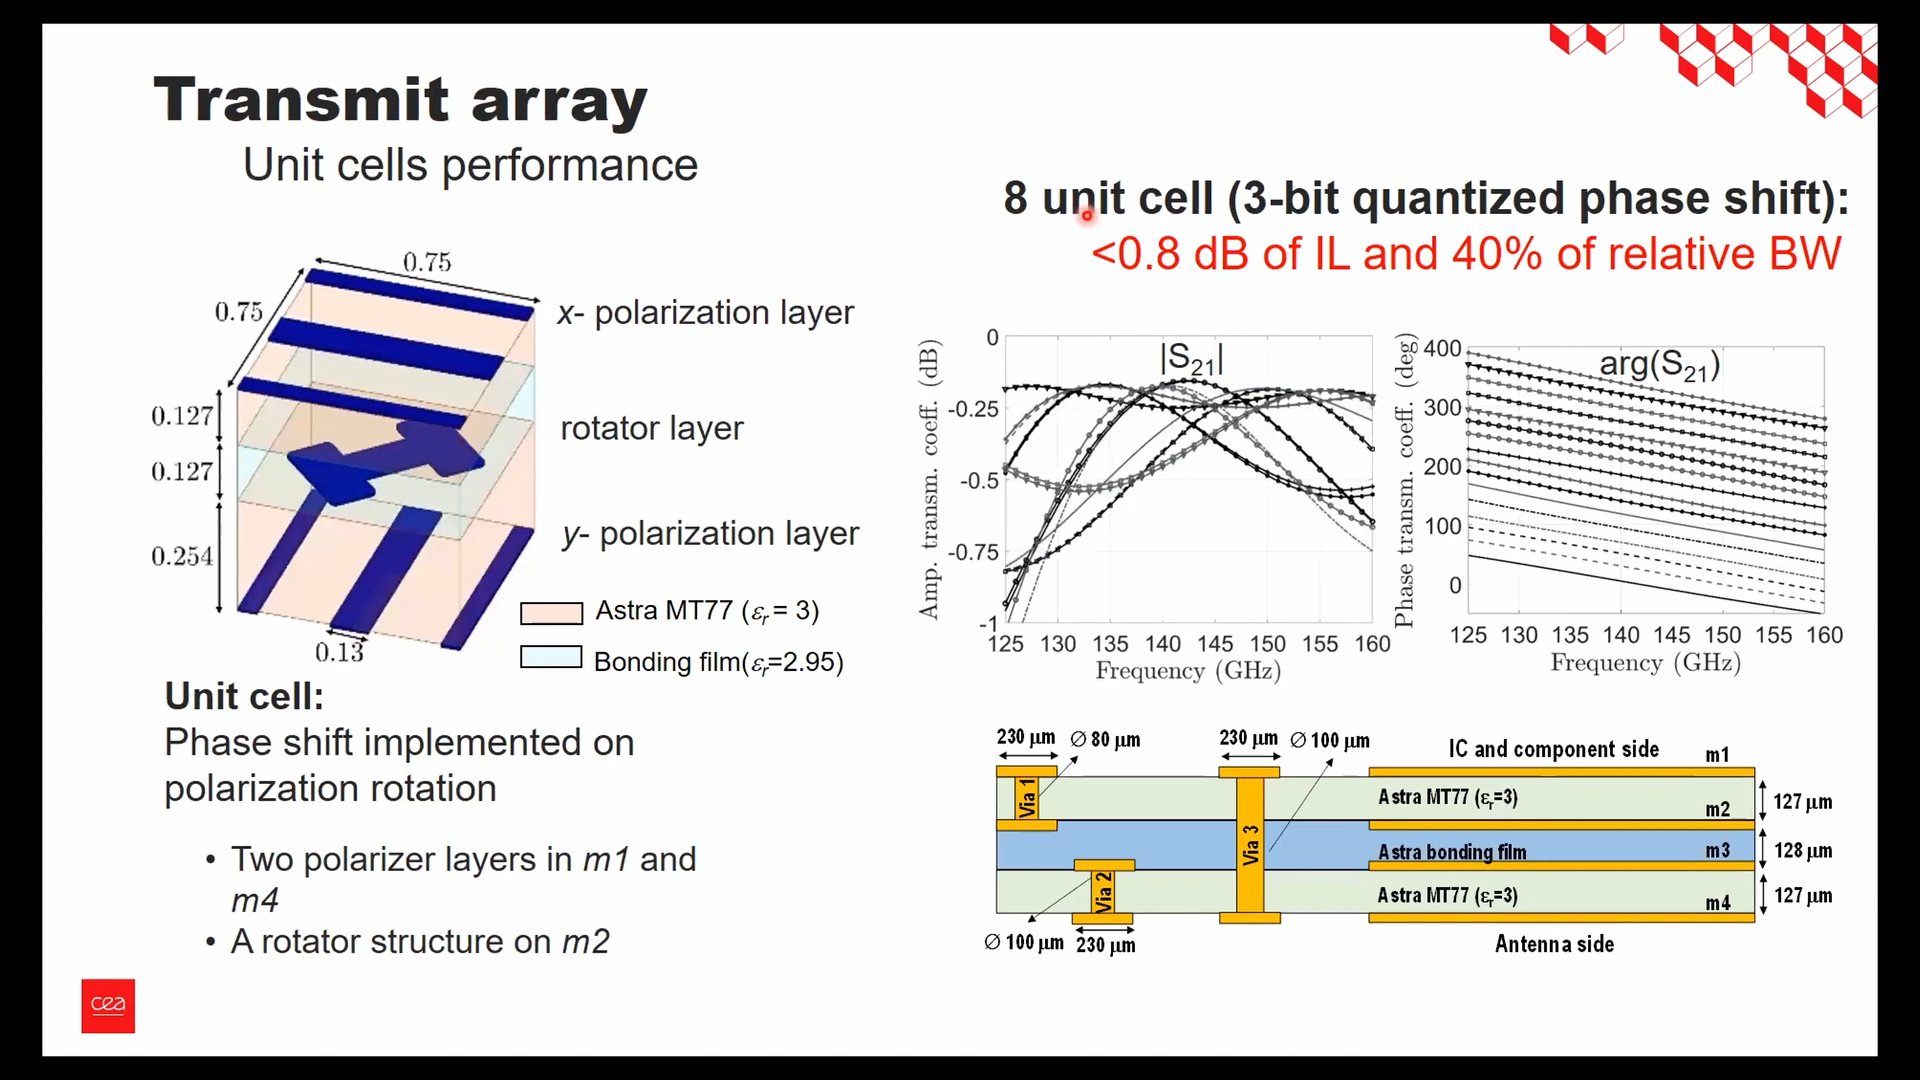 Transmit array
Unit cells performance
8 unit cell (3-bit quantized phase shift):
<0.8 dB of IL and 40% of relative BW
0.75
0.75
0.127
0.127
0.254
0.13
x- polarization layer
rotator layer
y- polarization layer
Astra MT77 (εr = 3)
Bonding film(εr=2.95)
Unit cell:
Phase shift implemented on
polarization rotation
• Two polarizer layers in m1 and
m4
• A rotator structure on m2
cea
|S21|
Amp. transm. coeff. (dB)
0
-0.25
-0.5
-0.75
-1
125 130 135 140 145 150 155 160
Frequency (GHz)
arg(S21)
Phase transm. coeff. (deg)
400
300
200
100
0
125 130 135 140 145 150 155 160
Frequency (GHz)
230 µm ∅ 80 µm 230 µm ∅ 100 µm IC and component side m1
Via 1 Astra MT77 (εr=3) m2 127 µm
Via 3 Astra bonding film m3 128 µm
Via 2 Astra MT77 (εr=3) m4 127 µm
∅ 100 µm 230 µm Antenna side